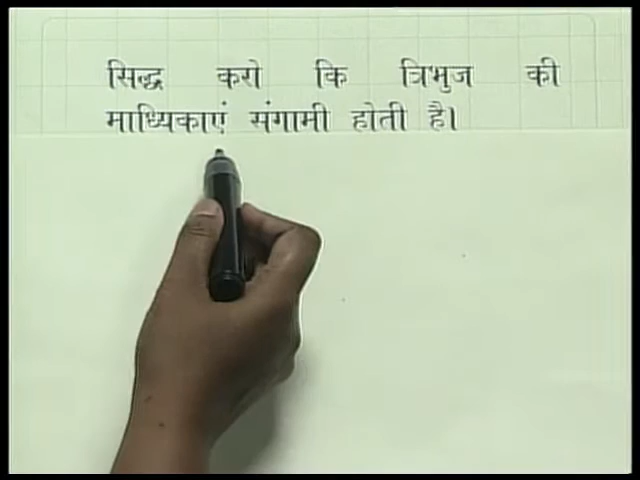 सिद्ध करो कि त्रिभुज की
माध्यिकाएं संगामी होती है।